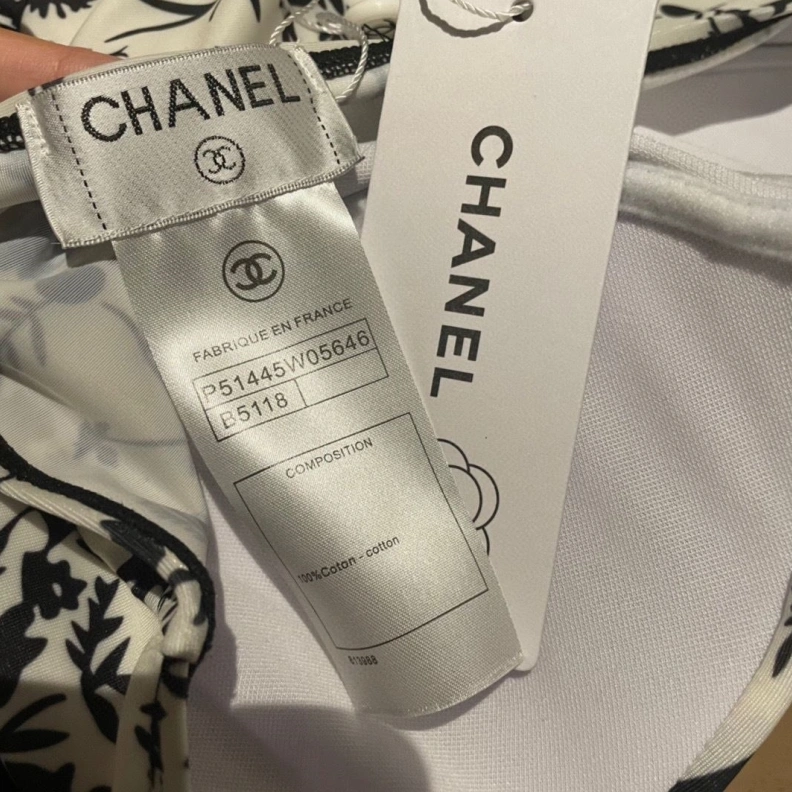 CHANEL
FABRIQUE EN FRANCE
P51445W05646
B5118
COMPOSITION
100%Coton - cotton
CHANEL